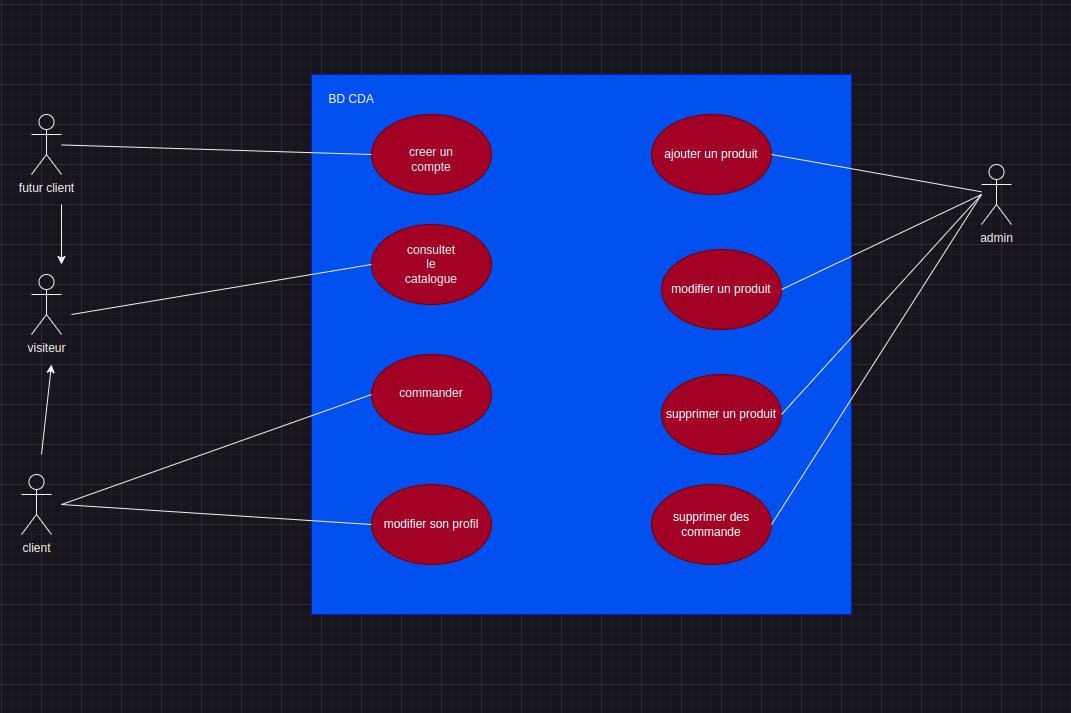 BD CDA
futur client
creer un
compte
ajouter un produit
admin
consultet
le
catalogue
modifier un produit
visiteur
commander
supprimer un produit
client
modifier son profil
supprimer des
commande